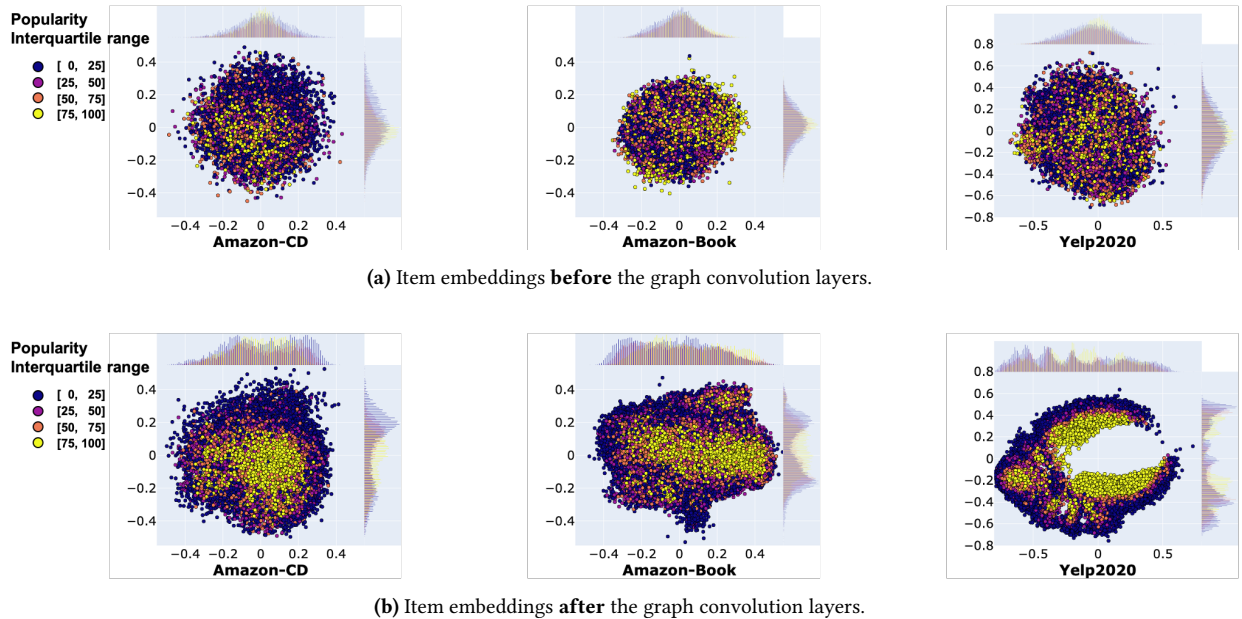 Popularity
Interquartile range
[ 0, 25]
[25, 50]
[50, 75]
[75, 100]
0.4
0.2
0
−0.2
−0.4
−0.4 −0.2 0 0.2 0.4
Amazon-CD
0.4
0.2
0
−0.2
−0.4
−0.4 −0.2 0 0.2 0.4
Amazon-Book
0.8
0.6
0.4
0.2
0
−0.2
−0.4
−0.6
−0.8
−0.5 0 0.5
Yelp2020
(a) Item embeddings before the graph convolution layers.
Popularity
Interquartile range
[ 0, 25]
[25, 50]
[50, 75]
[75, 100]
0.4
0.2
0
−0.2
−0.4
−0.4 −0.2 0 0.2 0.4
Amazon-CD
0.4
0.2
0
−0.2
−0.4
−0.4 −0.2 0 0.2 0.4
Amazon-Book
0.8
0.6
0.4
0.2
0
−0.2
−0.4
−0.6
−0.8
−0.5 0 0.5
Yelp2020
(b) Item embeddings after the graph convolution layers.